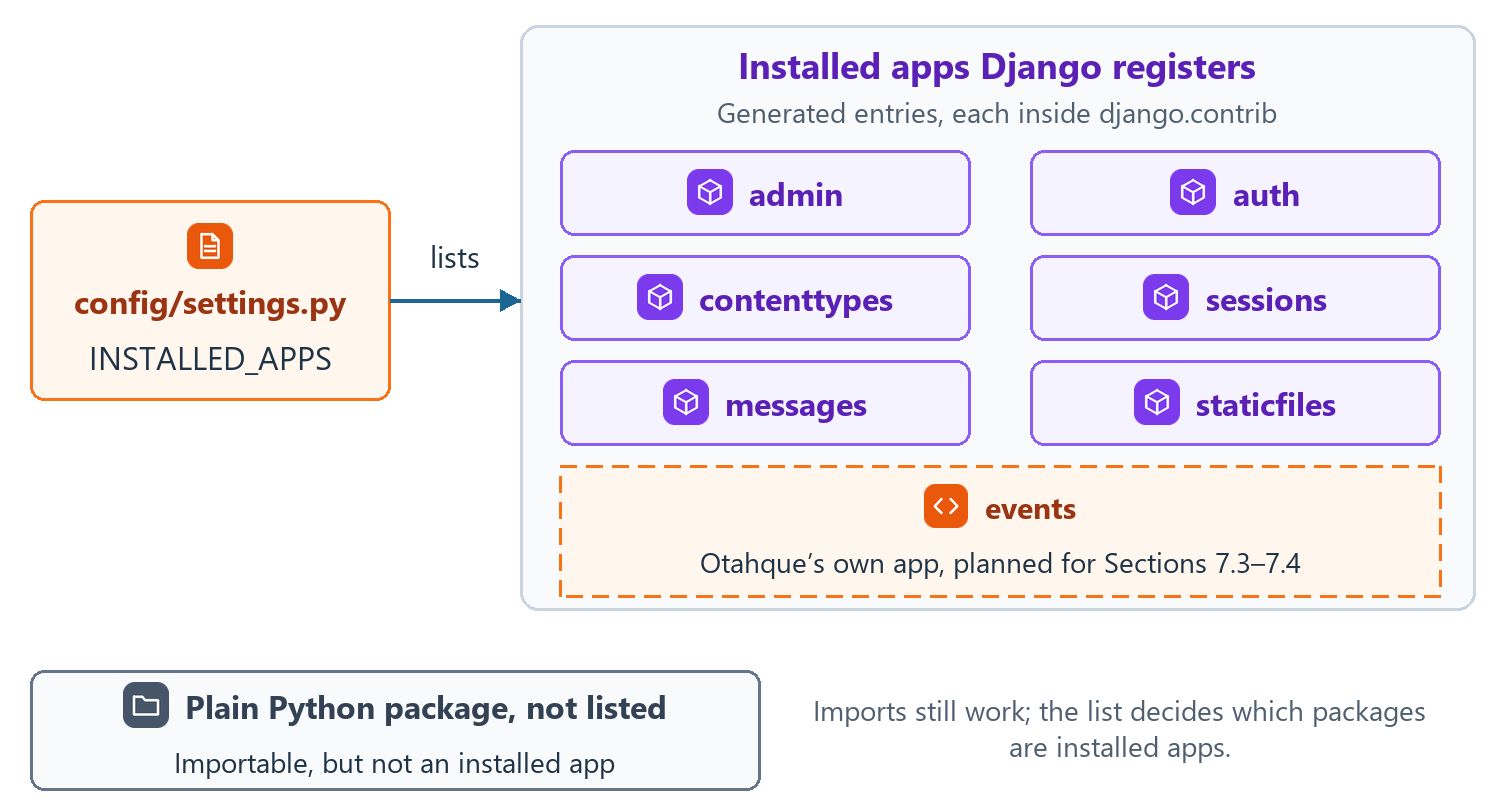 Installed apps Django registers
Generated entries, each inside django.contrib
admin
auth
config/settings.py
INSTALLED_APPS
lists
contenttypes
sessions
messages
staticfiles
events
Otahque’s own app, planned for Sections 7.3–7.4
Plain Python package, not listed
Importable, but not an installed app
Imports still work; the list decides which packages
are installed apps.